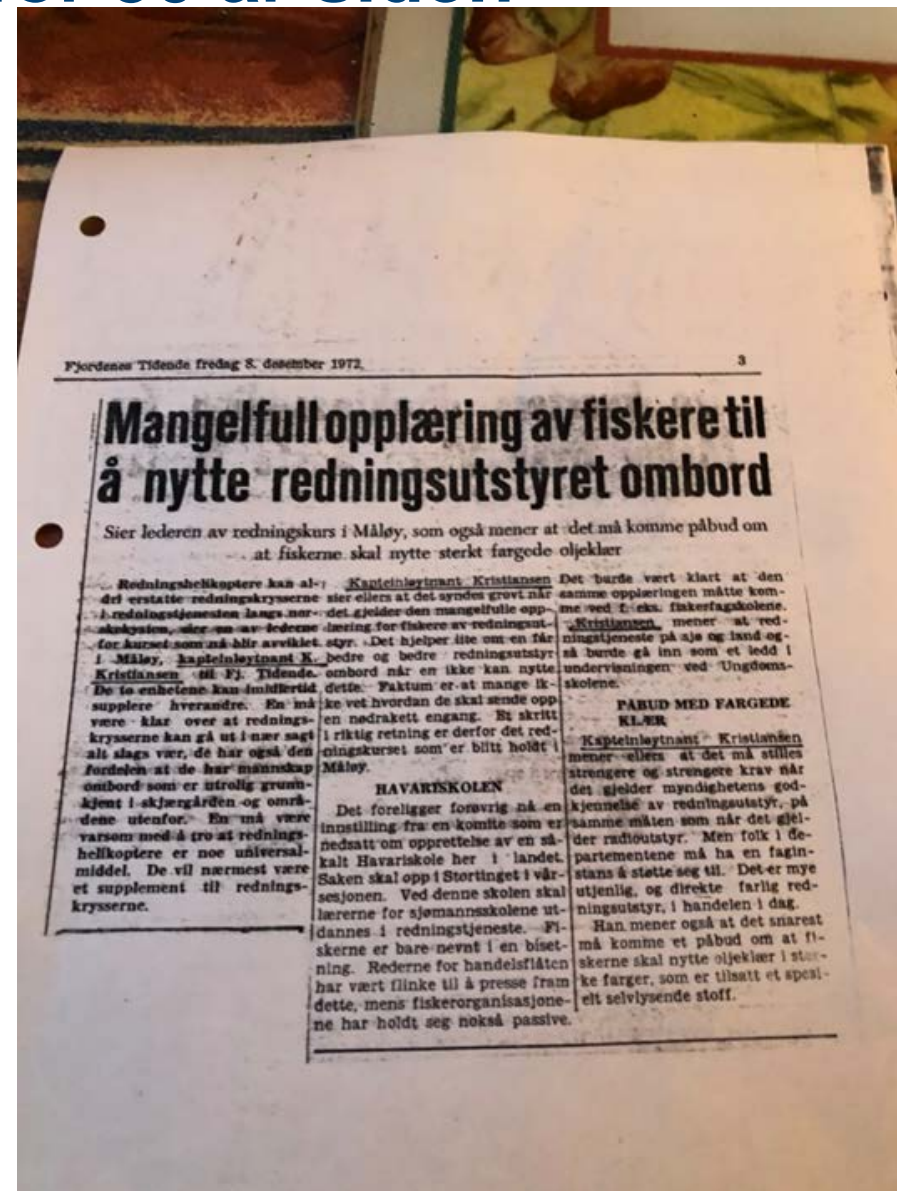 Fjordenes Tidende fredag 8. desember 1972.
3
Mangelfull opplæring av fiskere til
å nytte redningsutstyret ombord
Sier lederen av redningskurs i Måløy, som også mener at det må komme påbud om
at fiskerne skal nytte sterkt fargede oljeklær
Redningshelikoptere kan al-
dri erstatte redningskrysserne
i redningstjenesten langs nor-
skekysten, sier en av lederne
for kurset som nå blir avviklet
i Måløy, kapteinløytnant K.
Kristiansen til Fj. Tidende.
De to enhetene kan imidlertid
supplere hverandre. En må
være klar over at rednings-
krysserne kan gå ut i nær sagt
alt slags vær, de har også den
fordelen at de har mannskap
ombord som er utrolig grunn-
kjent i skjærgården og områ-
dene utenfor. En må være
varsom med å tro at rednings-
helikoptere er noe universal-
middel. De vil nærmest være
et supplement til rednings-
krysserne.
Kapteinløytnant Kristiansen
sier ellers at det syndes grovt når
det gjelder den mangelfulle opp-
læring for fiskere av redningsut-
styr. Det hjelper lite om en får
bedre og bedre redningsutstyr
ombord når en ikke kan nytte
dette. Faktum er at mange ik-
ke vet hvordan de skal sende opp
en nødrakett engang. Et skritt
i riktig retning er derfor det red-
ningskurset som er blitt holdt i
Måløy.
HAVARISKOLEN
Det foreligger forøvrig nå en
innstilling fra en komite som er
nedsatt om opprettelse av en så-
kalt Havariskole her i landet.
Saken skal opp i Stortinget i vår-
sesjonen. Ved denne skolen skal
lærerne for sjømannsskolene ut-
dannes i redningstjeneste. Fi-
skerne er bare nevnt i en biset-
ning. Rederne for handelsflåten
har vært flinke til å presse fram
dette, mens fiskerorganisasjone-
ne har holdt seg nokså passive.
Det burde vært klart at den
samme opplæringen måtte kom-
me ved f. eks. fiskerfagskolene.
Kristiansen mener at red-
ningstjeneste på sjø og land og-
så burde gå inn som et ledd i
undervisningen ved Ungdoms-
skolene.
PÅBUD MED FARGEDE
KLÆR
Kapteinløytnant Kristiansen
mener ellers at det må stilles
strengere og strengere krav når
det gjelder myndighetens god-
kjennelse av redningsutstyr, på
samme måten som når det gjel-
der radioutstyr. Men folk i de-
partementene må ha en fagin-
stans å støtte seg til. Det er mye
utjenlig, og direkte farlig red-
ningsutstyr, i handelen i dag.
Han mener også at det snarest
må komme et påbud om at fi-
skerne skal nytte oljeklær i ster-
ke farger, som er tilsatt et spesi-
elt selvlysende stoff.